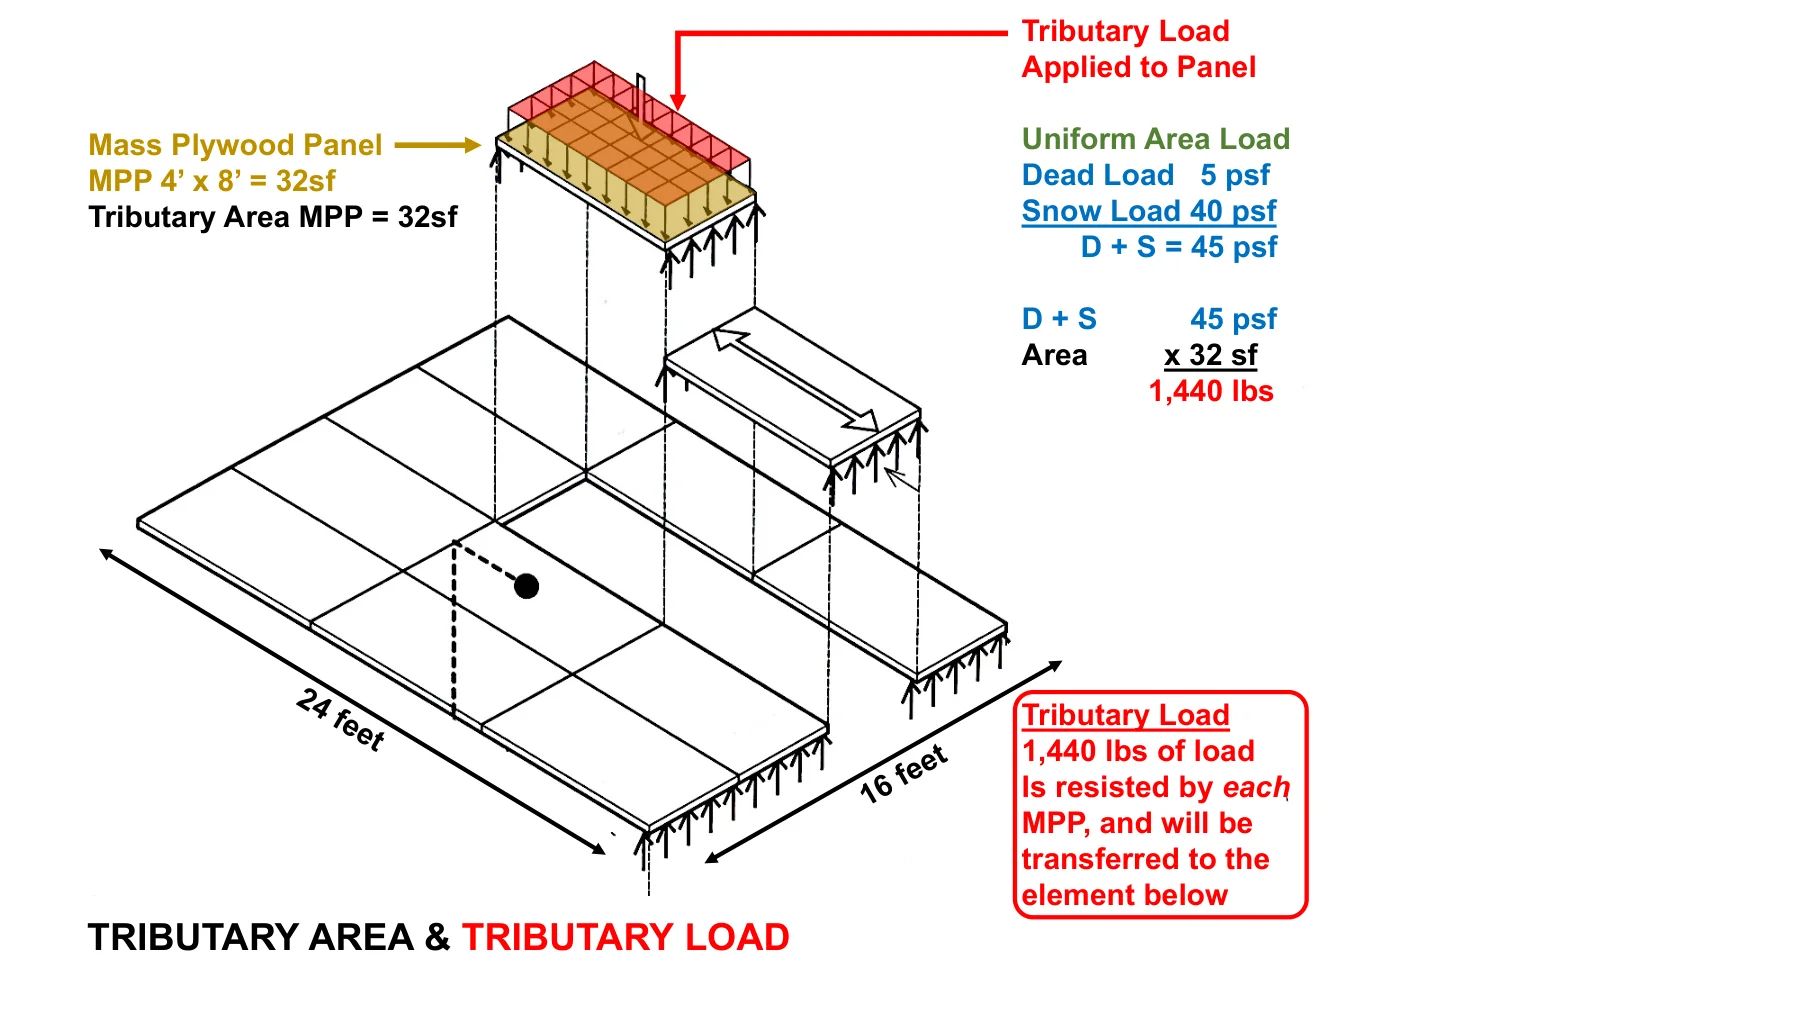 Tributary Load
Applied to Panel
Mass Plywood Panel
MPP 4’ x 8’ = 32sf
Tributary Area MPP = 32sf
Uniform Area Load
Dead Load 5 psf
Snow Load 40 psf
D + S = 45 psf
D + S 45 psf
Area x 32 sf
1,440 lbs
24 feet
16 feet
Tributary Load
1,440 lbs of load
Is resisted by each
MPP, and will be
transferred to the
element below
TRIBUTARY AREA & TRIBUTARY LOAD